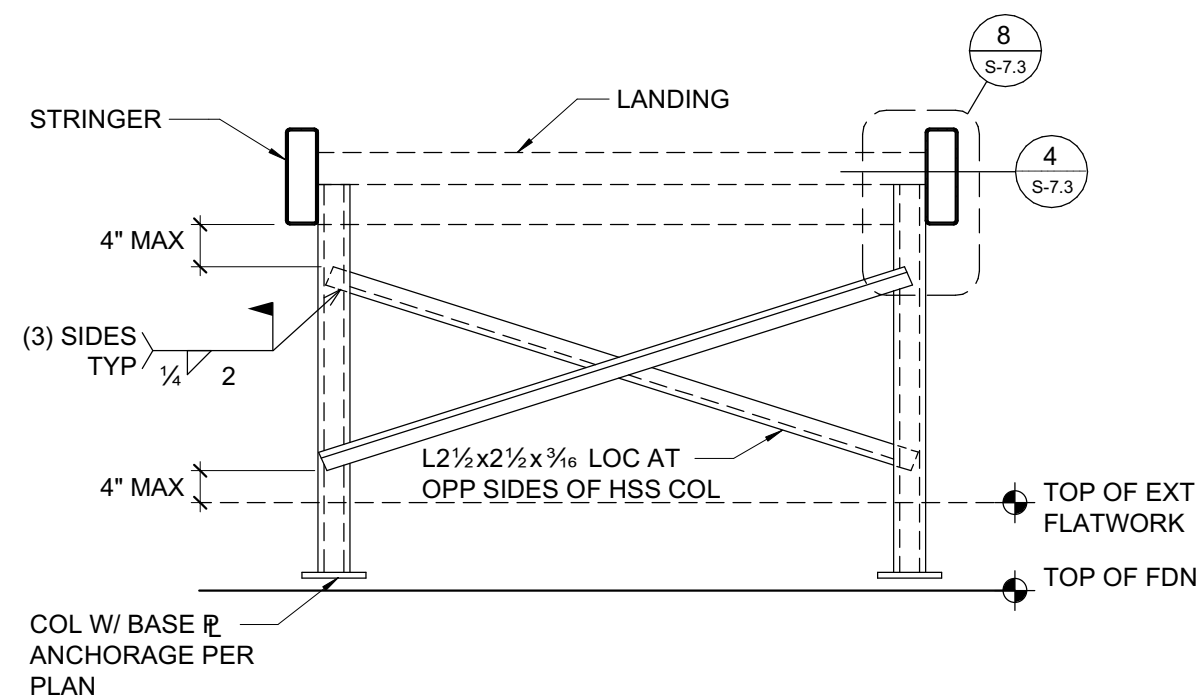 8
S-7.3
LANDING
STRINGER
4
S-7.3
4" MAX
(3) SIDES
TYP
¼ 2
L2½x2½x³⁄₁₆ LOC AT
OPP SIDES OF HSS COL
4" MAX
TOP OF EXT
FLATWORK
TOP OF FDN
COL W/ BASE ⅊
ANCHORAGE PER
PLAN